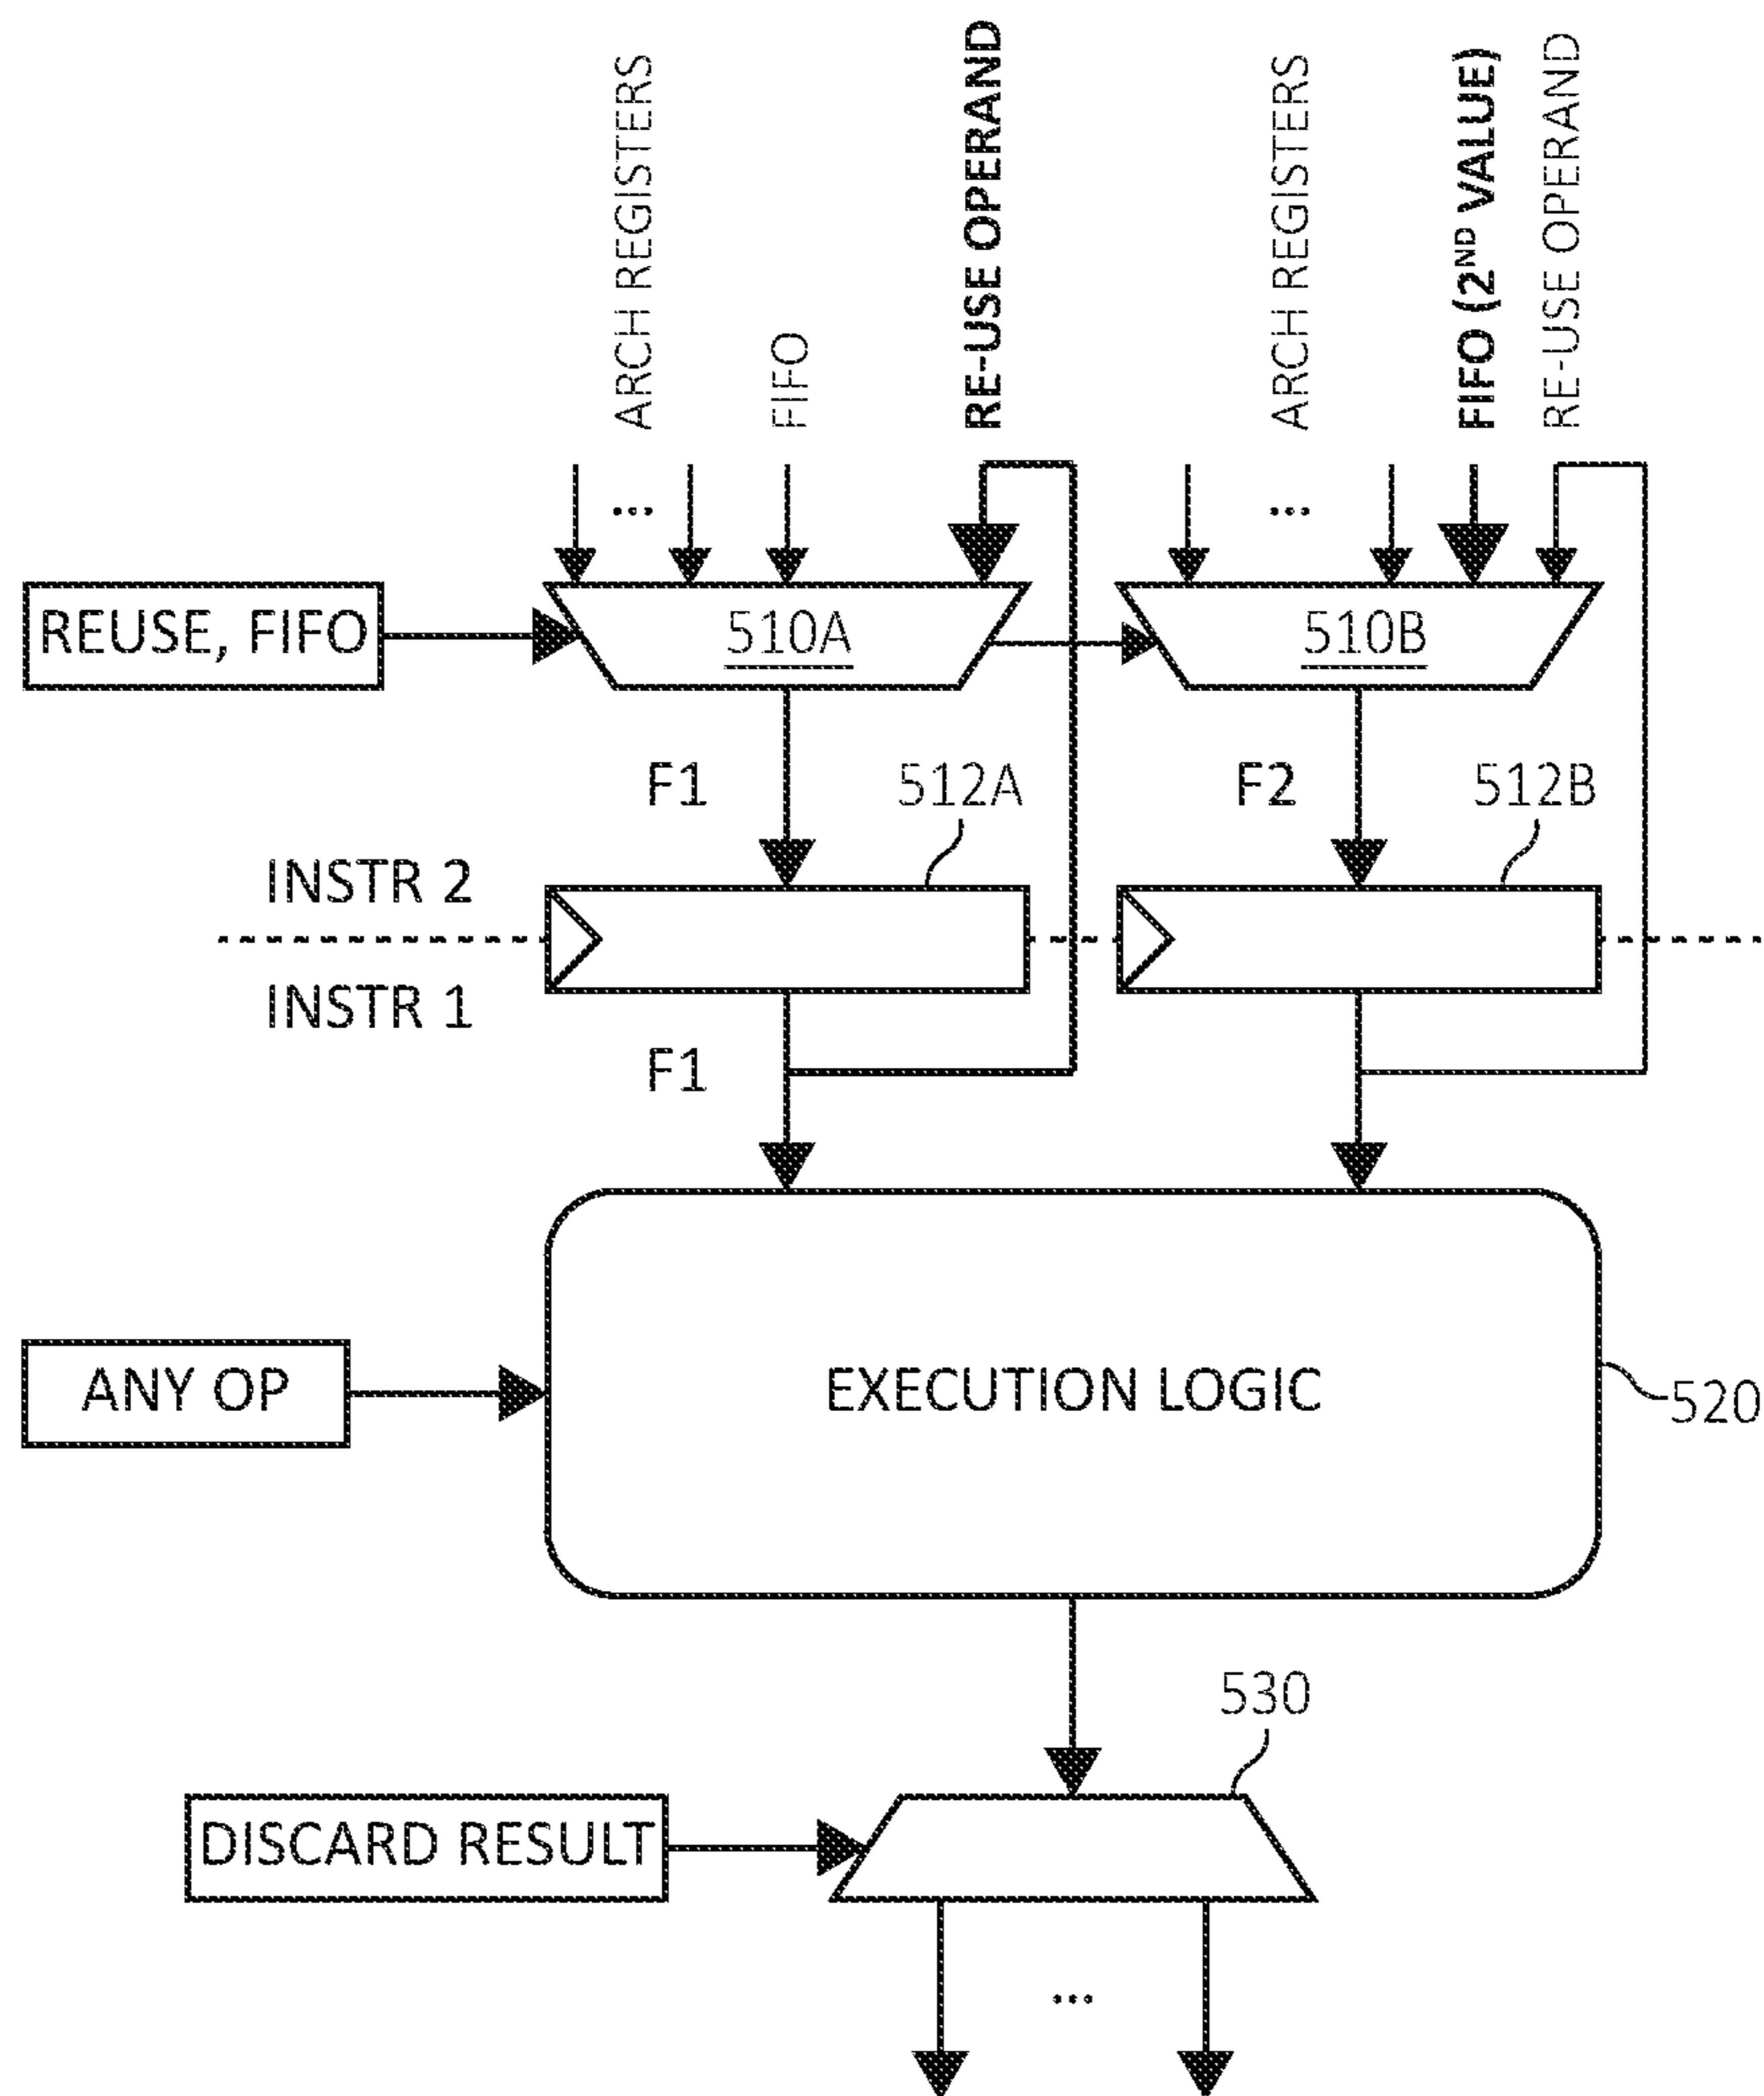 ARCH REGISTERS
FIFO
RE-USE OPERAND
ARCH REGISTERS
FIFO (2ND VALUE)
RE-USE OPERAND
...
...
REUSE, FIFO
510A
510B
F1
512A
F2
512B
INSTR 2
INSTR 1
F1
ANY OP
EXECUTION LOGIC
520
530
DISCARD RESULT
...